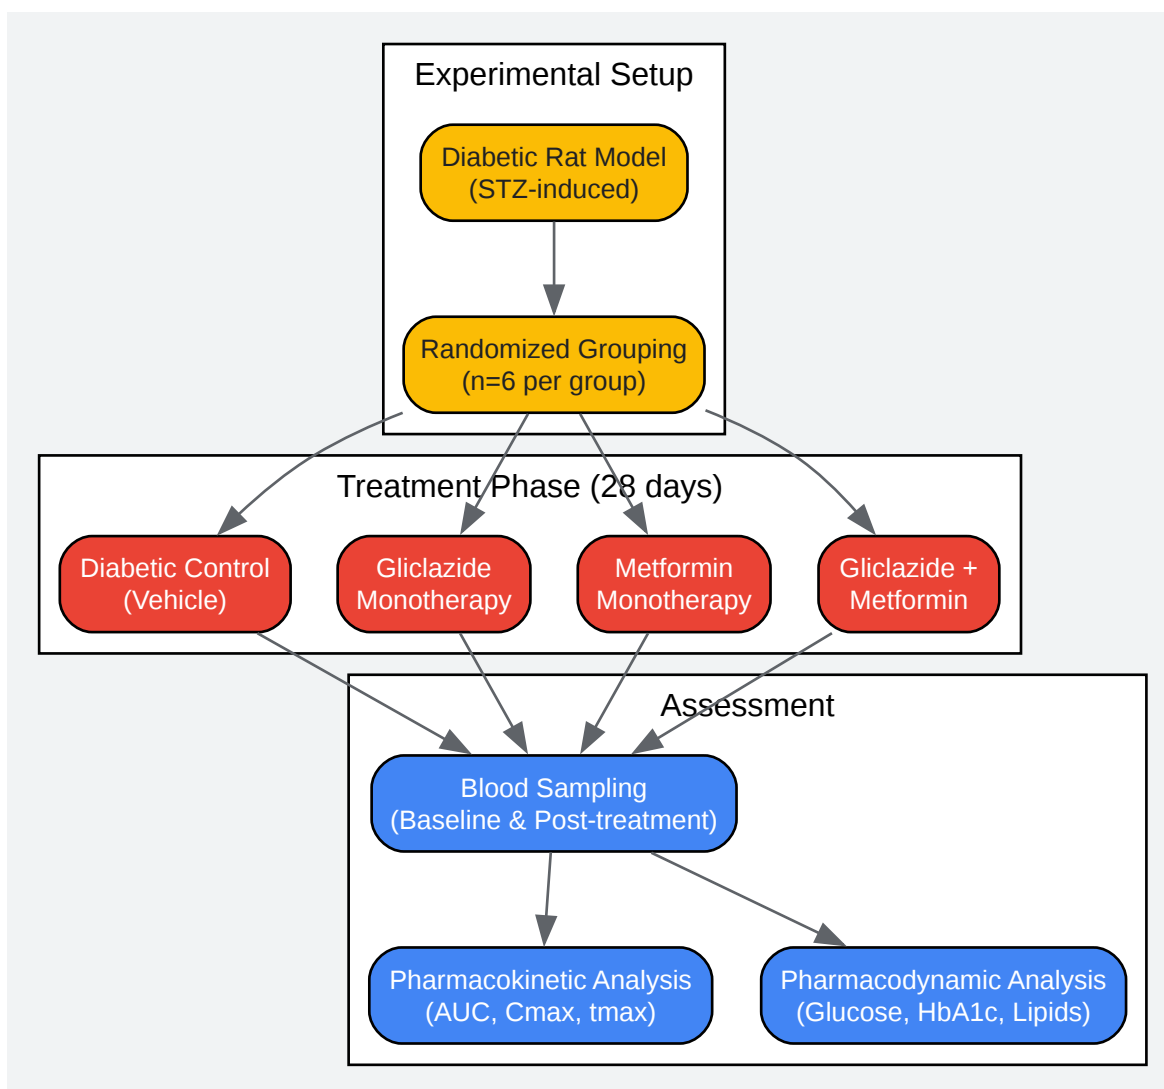 Experimental Setup
Diabetic Rat Model
(STZ-induced)
Randomized Grouping
(n=6 per group)
Treatment Phase (28 days)
Diabetic Control
(Vehicle)
Gliclazide
Monotherapy
Metformin
Monotherapy
Gliclazide +
Metformin
Assessment
Blood Sampling
(Baseline & Post-treatment)
Pharmacokinetic Analysis
(AUC, Cmax, tmax)
Pharmacodynamic Analysis
(Glucose, HbA1c, Lipids)